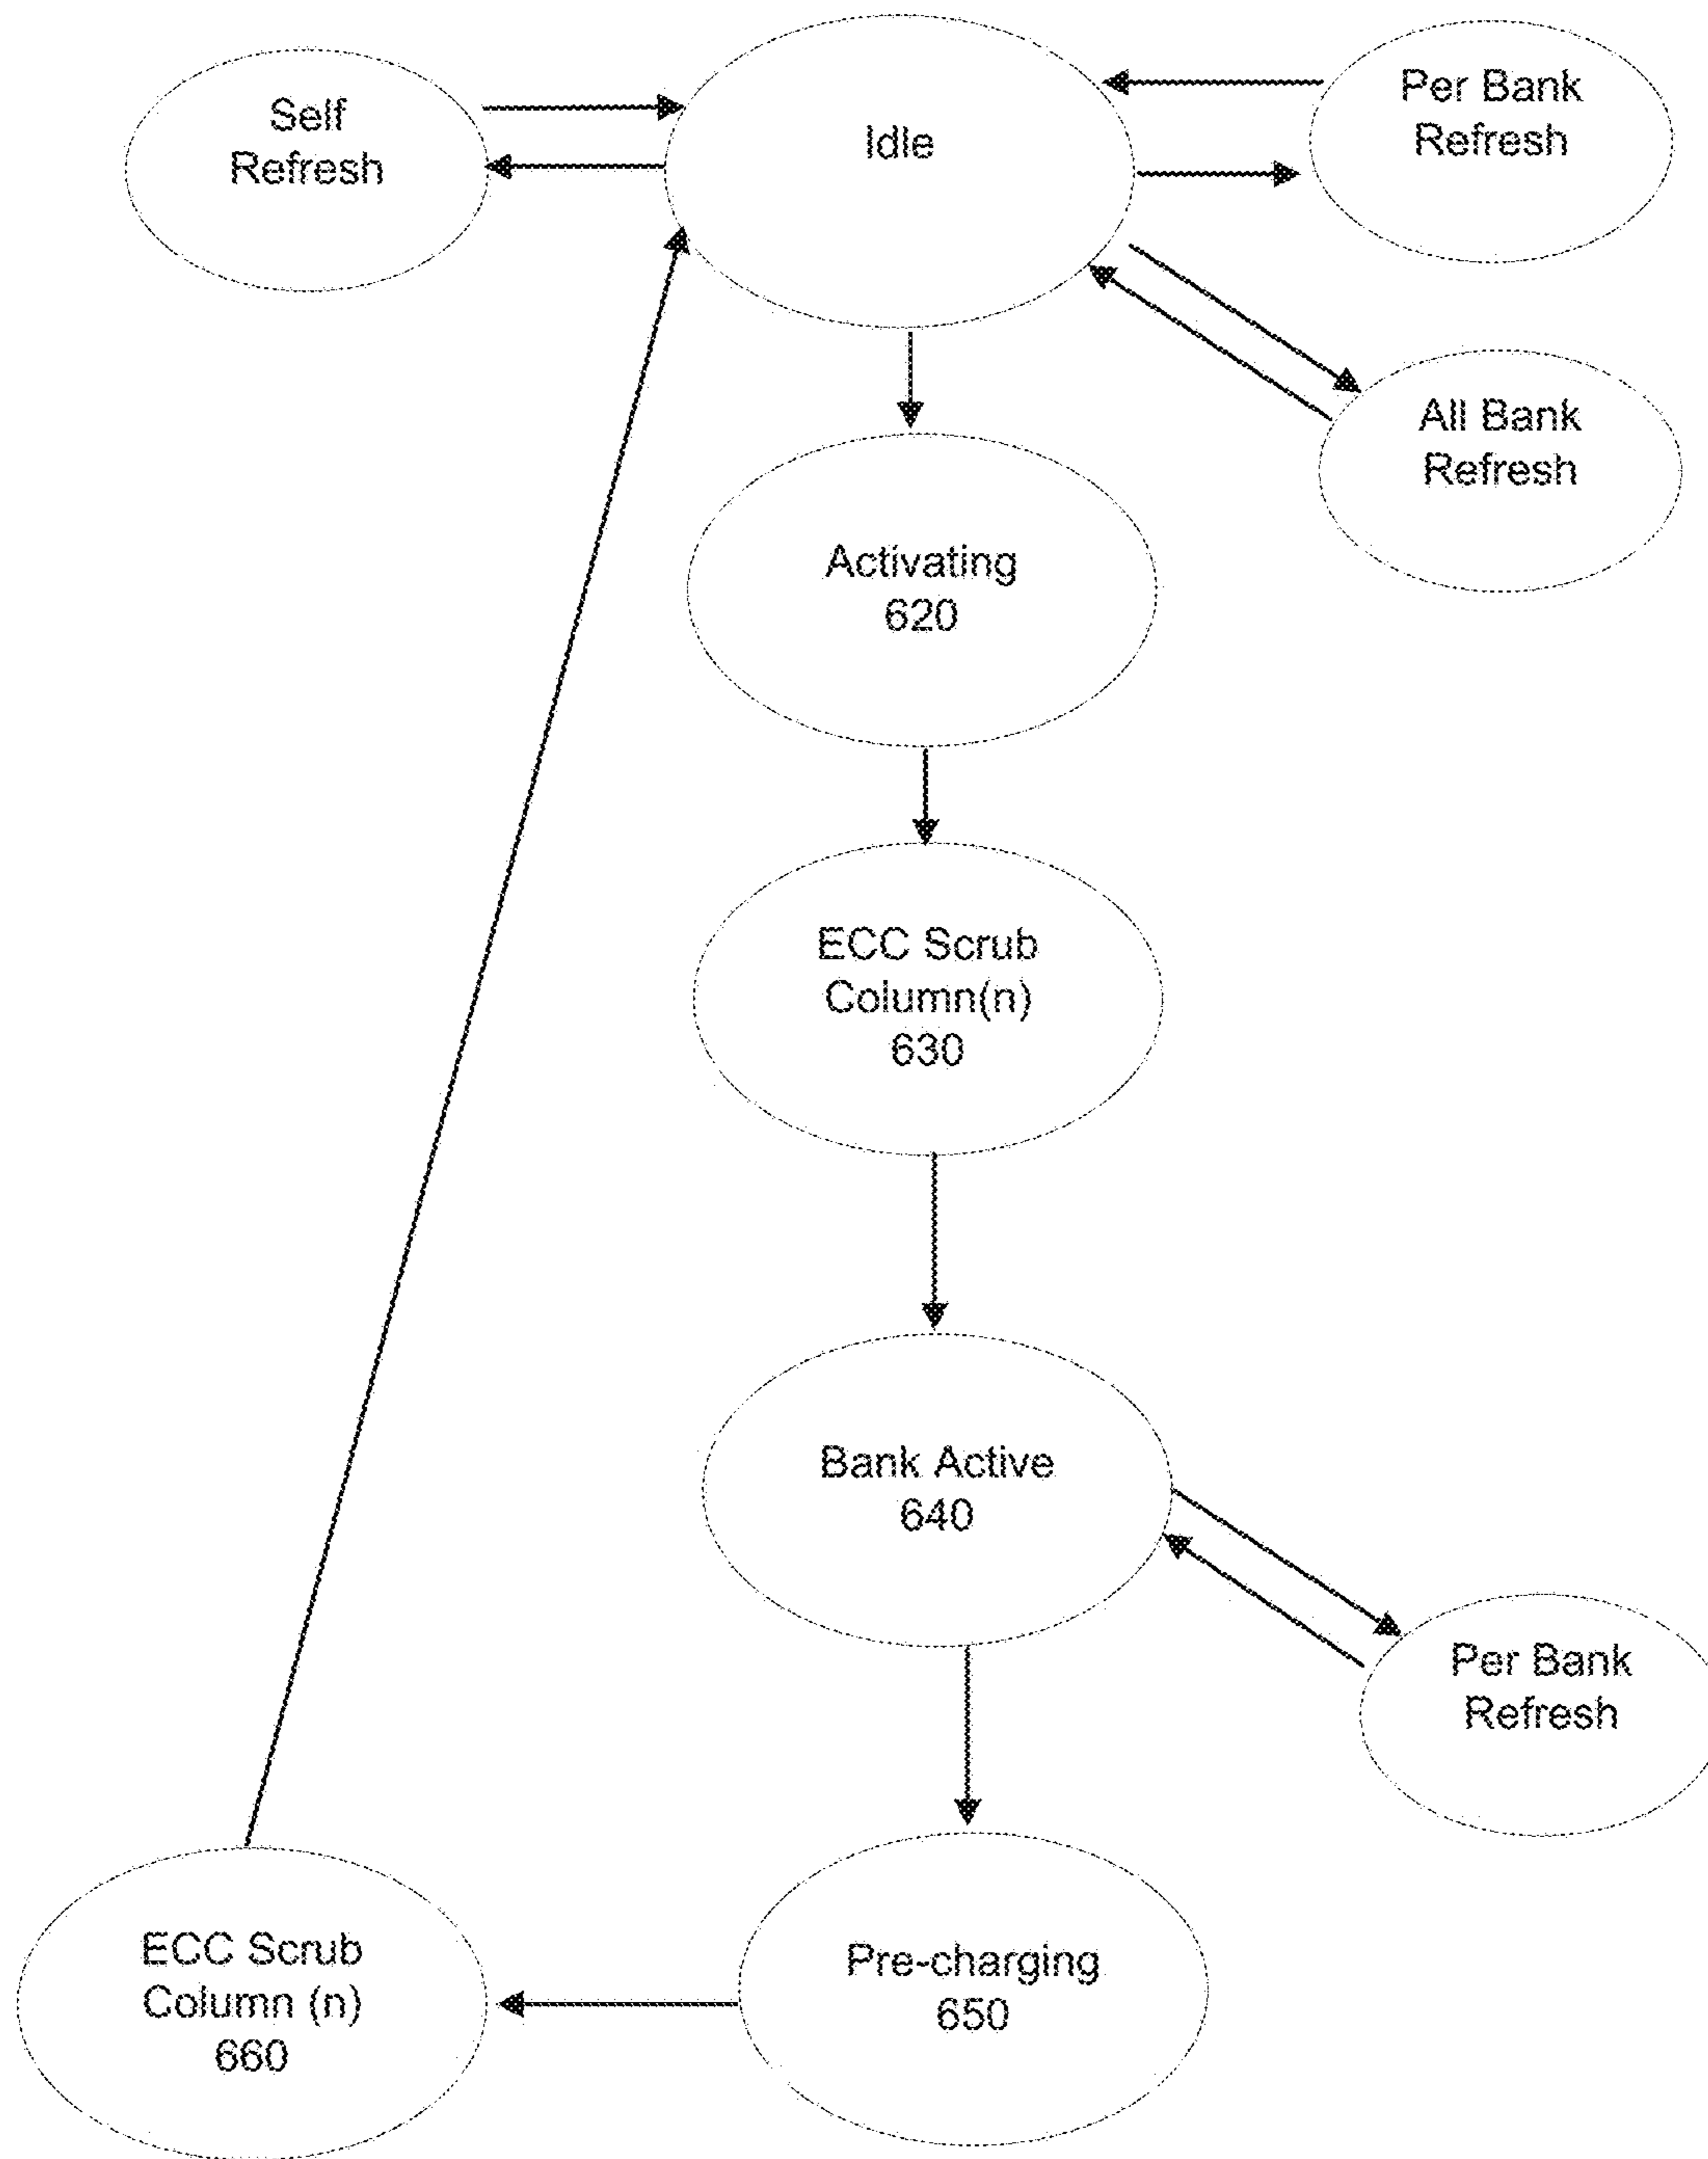 Self
Refresh
Idle
Per Bank
Refresh
All Bank
Refresh
Activating
620
ECC Scrub
Column(n)
630
Bank Active
640
Per Bank
Refresh
Pre-charging
650
ECC Scrub
Column (n)
660